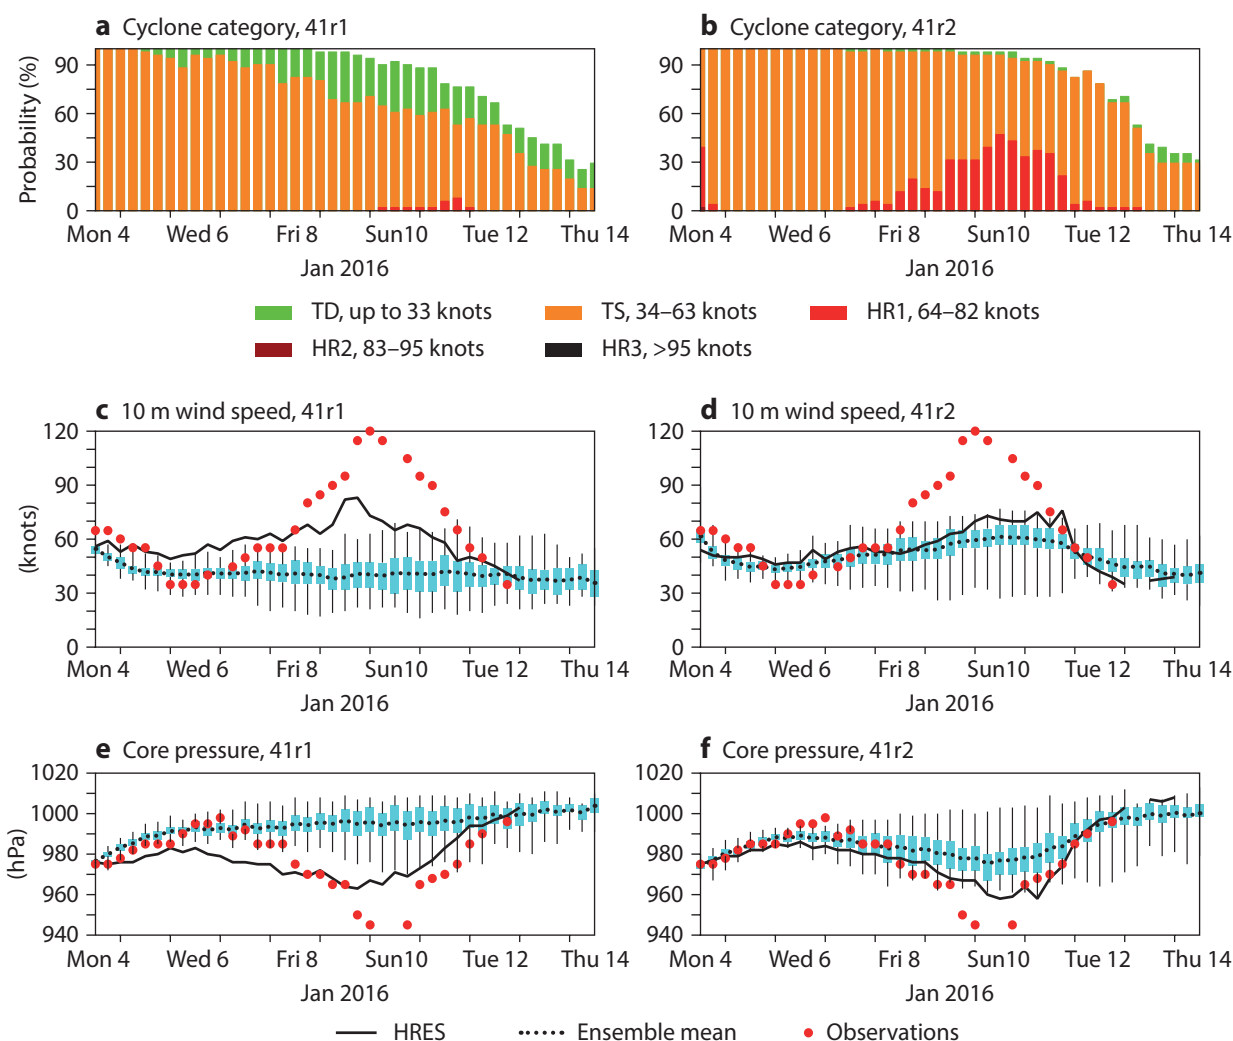 a Cyclone category, 41r1
b Cyclone category, 41r2
Probability (%)
90
60
30
0
Mon 4 Wed 6 Fri 8 Sun10 Tue 12 Thu 14
Jan 2016
90
60
30
0
Mon 4 Wed 6 Fri 8 Sun10 Tue 12 Thu 14
Jan 2016
TD, up to 33 knots TS, 34–63 knots HR1, 64–82 knots
HR2, 83–95 knots HR3, >95 knots
c 10 m wind speed, 41r1
d 10 m wind speed, 41r2
(knots)
120
90
60
30
0
Mon 4 Wed 6 Fri 8 Sun10 Tue 12 Thu 14
Jan 2016
120
90
60
30
0
Mon 4 Wed 6 Fri 8 Sun10 Tue 12 Thu 14
Jan 2016
e Core pressure, 41r1
f Core pressure, 41r2
(hPa)
1020
1000
980
960
940
Mon 4 Wed 6 Fri 8 Sun10 Tue 12 Thu 14
Jan 2016
1020
1000
980
960
940
Mon 4 Wed 6 Fri 8 Sun10 Tue 12 Thu 14
Jan 2016
HRES Ensemble mean Observations